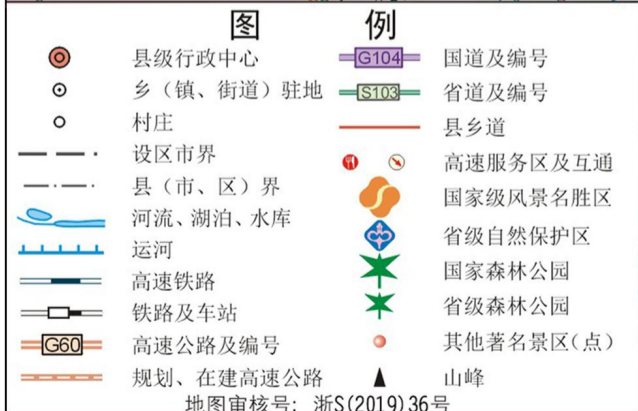 图 例
县级行政中心
乡（镇、街道）驻地
村庄
设区市界
县（市、区）界
河流、湖泊、水库
运河
高速铁路
铁路及车站
G60 高速公路及编号
规划、在建高速公路
G104 国道及编号
S103 省道及编号
县乡道
高速服务区及互通
国家级风景名胜区
省级自然保护区
国家森林公园
省级森林公园
其他著名景区（点）
山峰
地图审核号：浙S(2019)36号